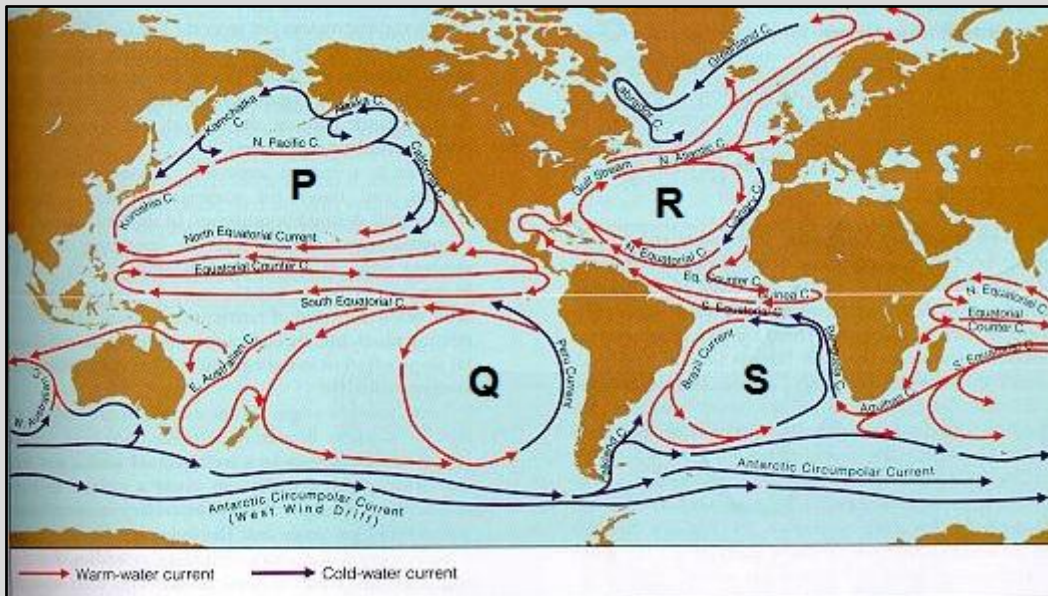 Greenland C.
Labrador C.
Kamchatka
C.
Alaska C.
N. Pacific C.
California C.
N. Atlantic C.
Gulf Stream
P
R
Kuroshio C.
Canary C.
North Equatorial Current
N. Equatorial C.
Equatorial Counter C.
Eq. Counter C.
Guinea C.
N. Equatorial C.
South Equatorial C.
S. Equatorial C.
Equatorial
Counter C.
S. Equatorial C.
E. Australian C.
Peru Current
Brazil Current
Benguela C.
Q
S
W. Australian C.
Agulhas C.
Falkland C.
Antarctic Circumpolar Current
Antarctic Circumpolar Current
(West Wind Drift)
Warm-water current
Cold-water current